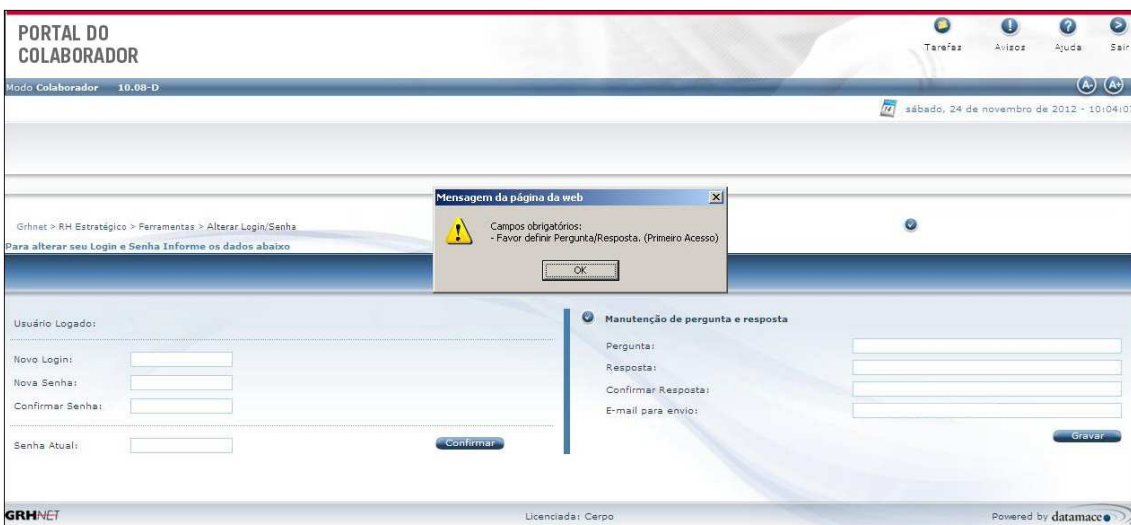 PORTAL DO
COLABORADOR
Tarefas Avisos Ajuda Sair
Modo Colaborador 10.08-D A- A+
14 sábado, 24 de novembro de 2012 - 10:04:07
Mensagem da página da web
Campos obrigatórios:
- Favor definir Pergunta/Resposta. (Primeiro Acesso)
OK
Grhnet > RH Estratégico > Ferramentas > Alterar Login/Senha
Para alterar seu Login e Senha Informe os dados abaixo
Usuário Logado:
Novo Login:
Nova Senha:
Confirmar Senha:
Senha Atual:
Confirmar
Manutenção de pergunta e resposta
Pergunta:
Resposta:
Confirmar Resposta:
E-mail para envio:
Gravar
GRHNET Licenciada: Cerpo Powered by datamace